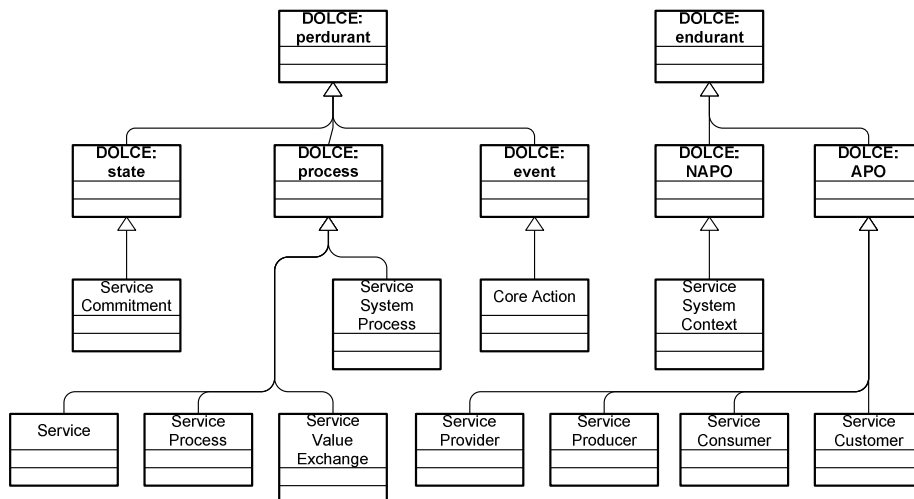 DOLCE:
perdurant
DOLCE:
endurant
DOLCE:
state
DOLCE:
process
DOLCE:
event
DOLCE:
NAPO
DOLCE:
APO
Service
Commitment
Service
System
Process
Core Action
Service
System
Context
Service
Service
Process
Service
Value
Exchange
Service
Provider
Service
Producer
Service
Consumer
Service
Customer